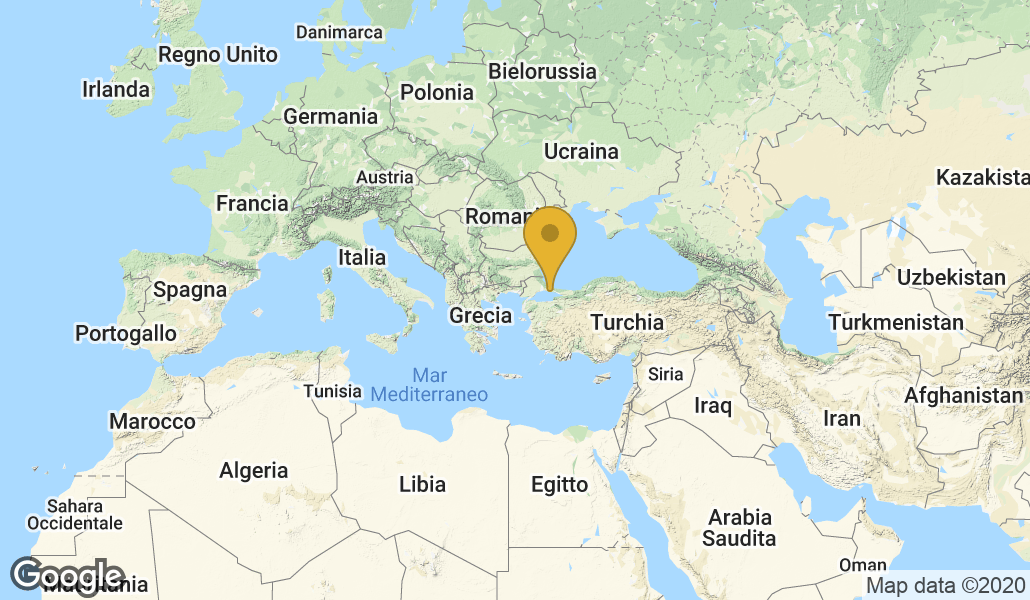 Danimarca
Regno Unito
Bielorussia
Irlanda
Polonia
Germania
Ucraina
Austria
Kazakista
Francia
Romani
Italia
Uzbekistan
Spagna
Grecia
Turchia
Turkmenistan
Portogallo
Mar
Mediterraneo
Siria
Tunisia
Afghanistan
Iraq
Iran
Marocco
Algeria
Libia
Egitto
Sahara
Occidentale
Arabia
Saudita
Oman
Google
Mauritania
Map data ©2020